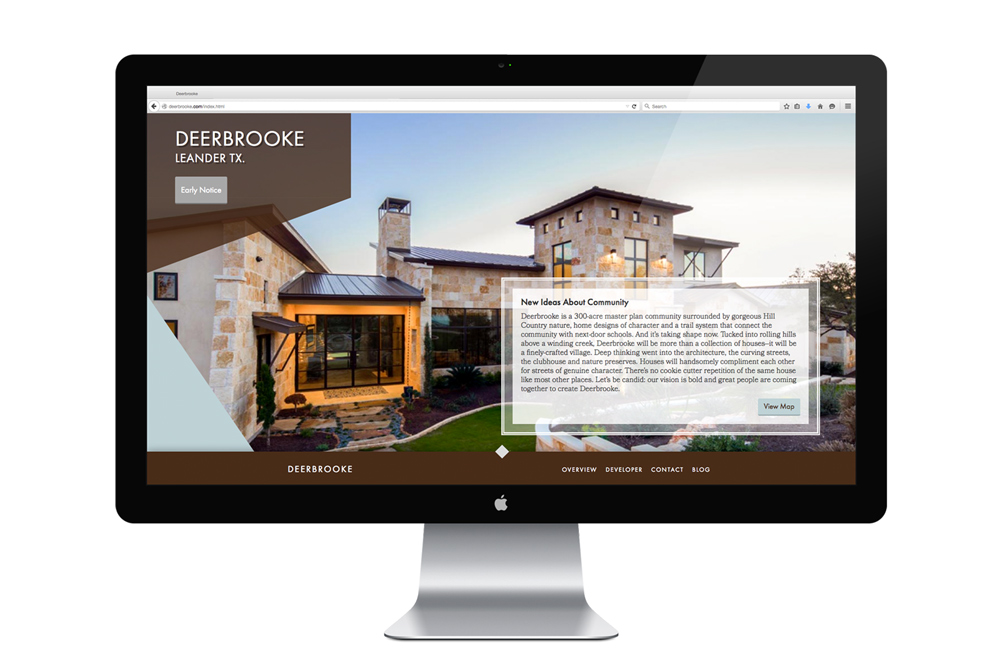 Deerbrooke
deerbrooke.com/index.html
Search
DEERBROOKE
LEANDER TX.
Early Notice
New Ideas About Community
Deerbrooke is a 300-acre master plan community surrounded by gorgeous Hill
Country nature, home designs of character and a trail system that connect the
community with next-door schools. And it's taking shape now. Tucked into rolling hills
above a winding creek, Deerbrooke will be more than a collection of houses–it will be
a finely-crafted village. Deep thinking went into the architecture, the curving streets,
the clubhouse and nature preserves. Houses will handsomely compliment each other
for streets of genuine character. There's no cookie cutter repetition of the same house
like most other places. Let's be candid: our vision is bold and great people are coming
together to create Deerbrooke.
View Map
DEERBROOKE
OVERVIEW DEVELOPER CONTACT BLOG